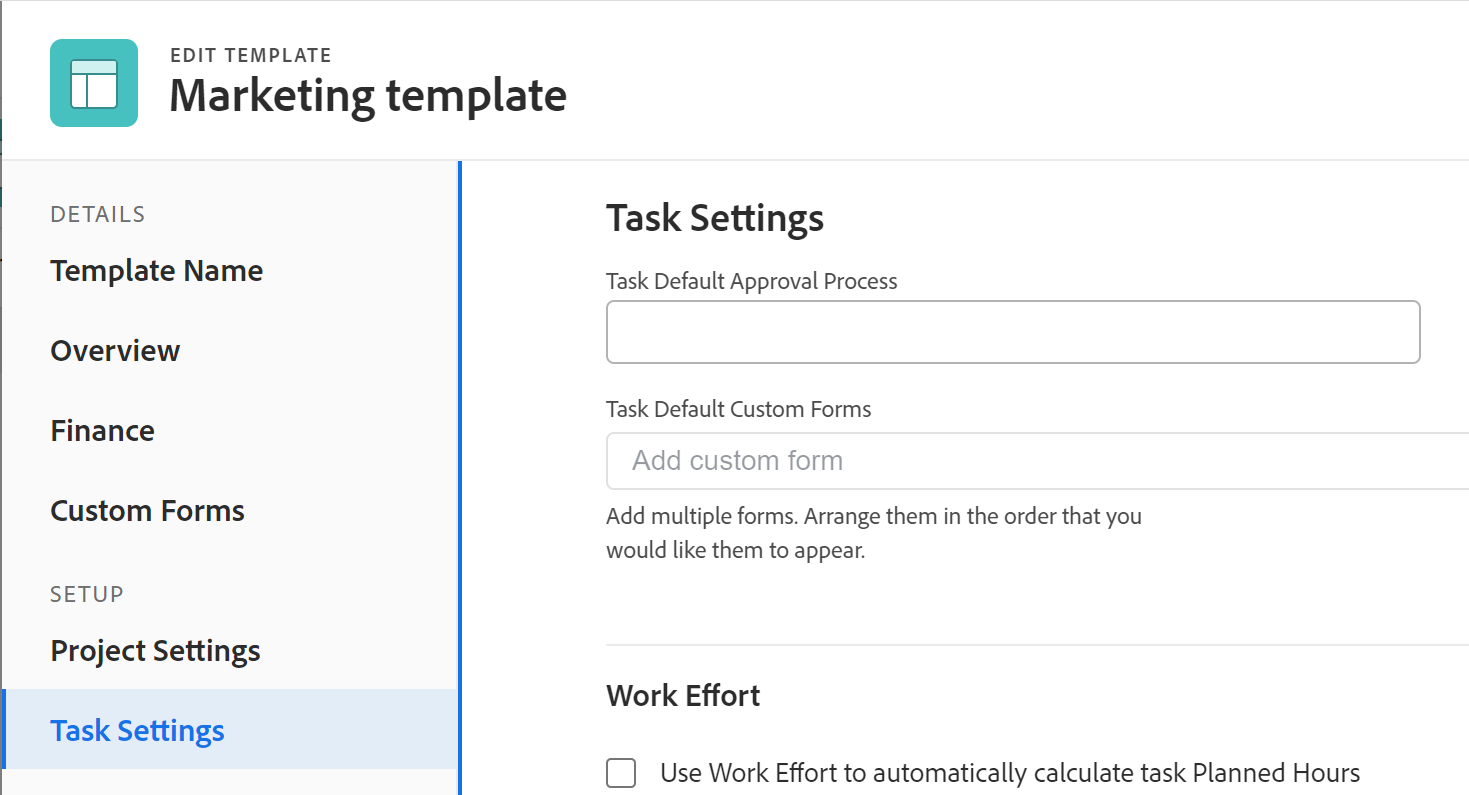 EDIT TEMPLATE
Marketing template
DETAILS
Template Name
Overview
Finance
Custom Forms
SETUP
Project Settings
Task Settings
Task Settings
Task Default Approval Process
Task Default Custom Forms
Add custom form
Add multiple forms. Arrange them in the order that you
would like them to appear.
Work Effort
Use Work Effort to automatically calculate task Planned Hours